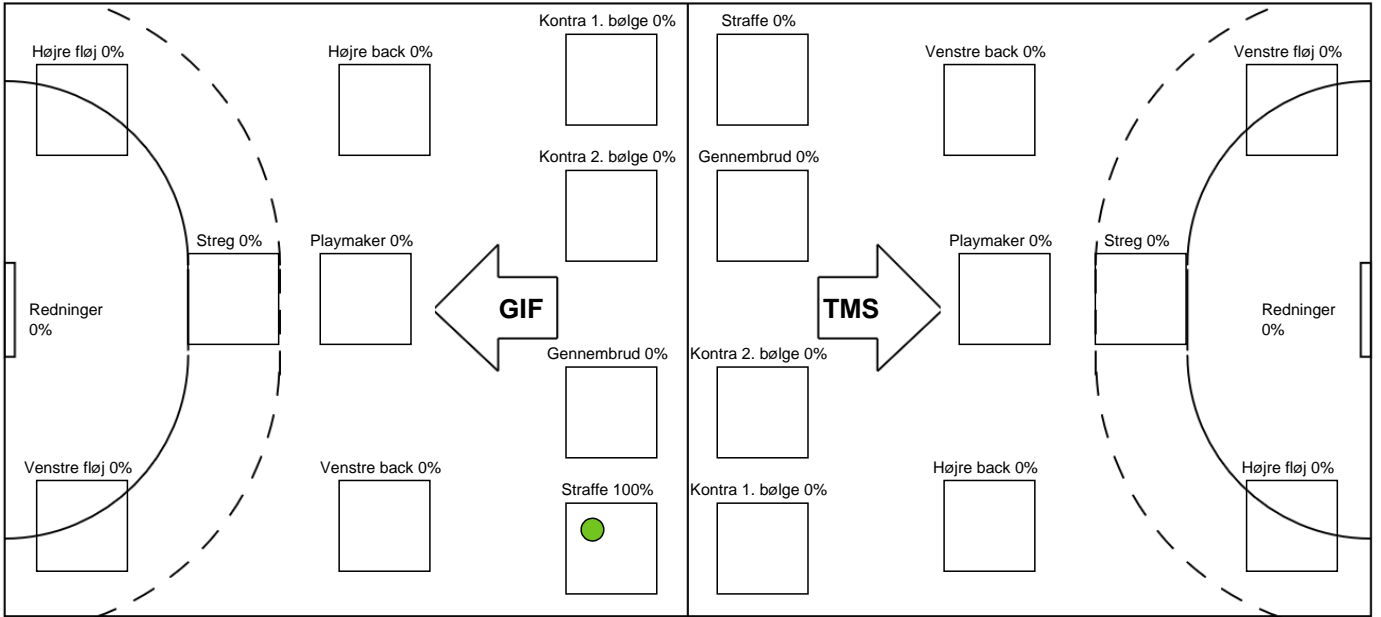 Kontra 1. bølge 0%
Straffe 0%
Højre fløj 0%
Højre back 0%
Venstre back 0%
Venstre fløj 0%
Kontra 2. bølge 0%
Gennembrud 0%
Streg 0%
Playmaker 0%
Playmaker 0%
Streg 0%
Redninger
0%
GIF
TMS
Redninger
0%
Gennembrud 0%
Kontra 2. bølge 0%
Venstre fløj 0%
Venstre back 0%
Højre back 0%
Højre fløj 0%
Straffe 100%
Kontra 1. bølge 0%